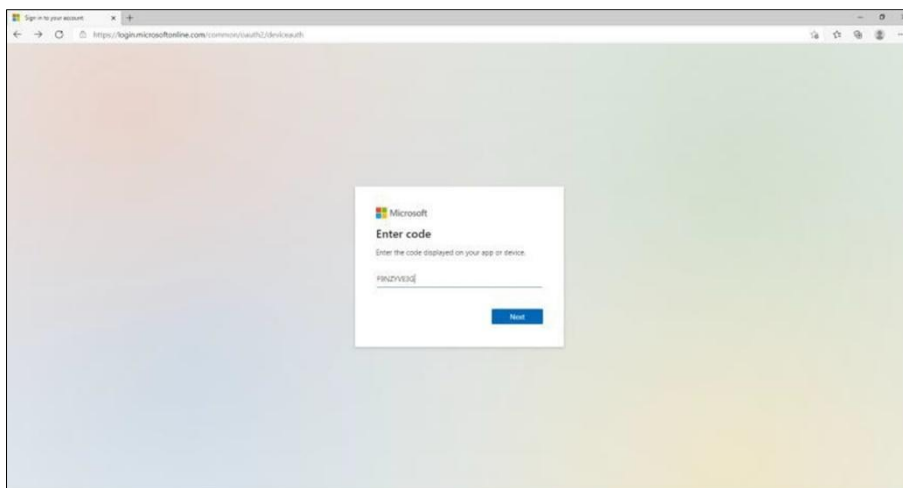 Sign in to your account
https://login.microsoftonline.com/common/oauth2/deviceauth
Microsoft
Enter code
Enter the code displayed on your app or device.
Next